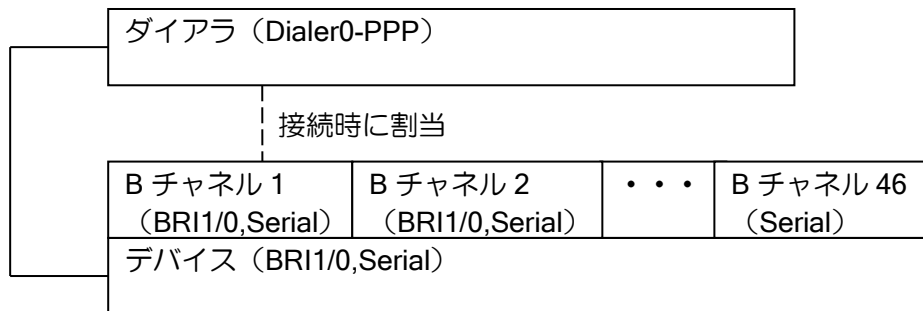 ダイアラ（Dialer0-PPP）
接続時に割当
B チャネル 1
（BRI1/0,Serial）
B チャネル 2
（BRI1/0,Serial）
・・・
B チャネル 46
（Serial）
デバイス（BRI1/0,Serial）